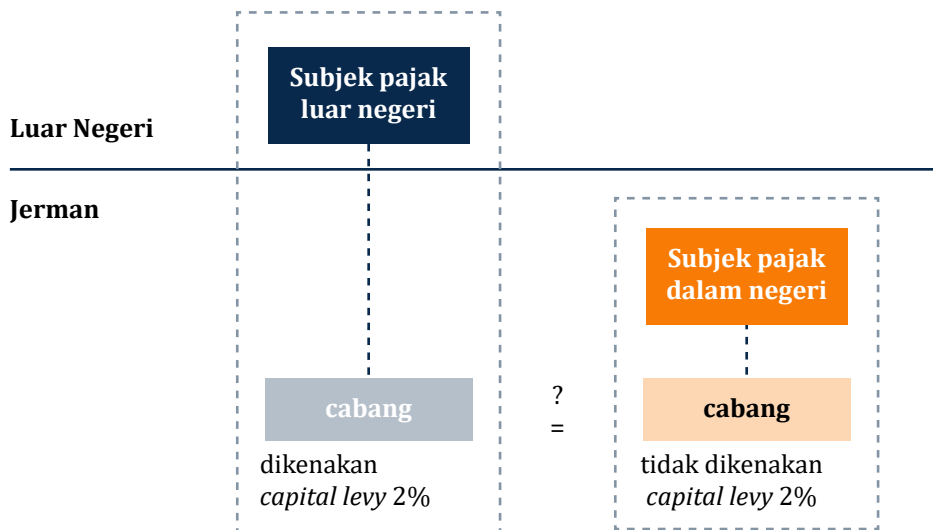 Subjek pajak
luar negeri
Luar Negeri
Jerman
Subjek pajak
dalam negeri
cabang
?
=
cabang
dikenakan
capital levy 2%
tidak dikenakan
capital levy 2%